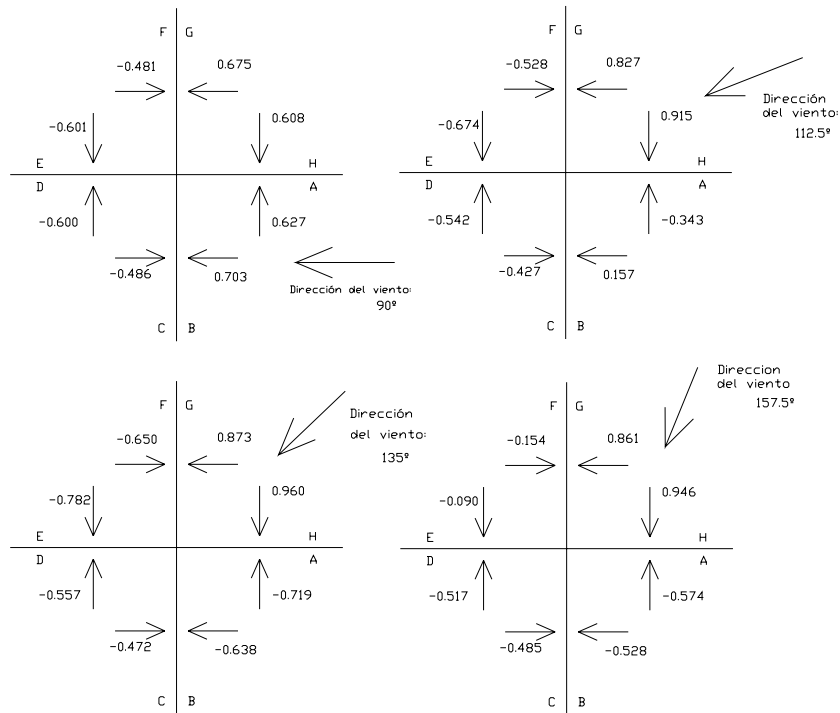 F G
-0.481 0.675
-0.601 0.608
E H
D A
-0.600 0.627
-0.486 0.703
Dirección del viento:
90º
C B
F G
-0.528 0.827
Dirección
del viento:
112.5º
-0.674 0.915
E H
D A
-0.542 -0.343
-0.427 0.157
C B
F G
Dirección
del viento:
135º
-0.650 0.873
-0.782 0.960
E H
D A
-0.557 -0.719
-0.472 -0.638
C B
Direccion
del viento
157.5º
F G
-0.154 0.861
-0.090 0.946
E H
D A
-0.517 -0.574
-0.485 -0.528
C B